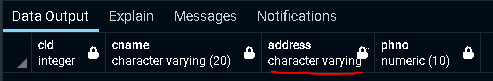 Data Output Explain Messages Notifications
cid cname address phno
integer character varying (20) character varying numeric (10)